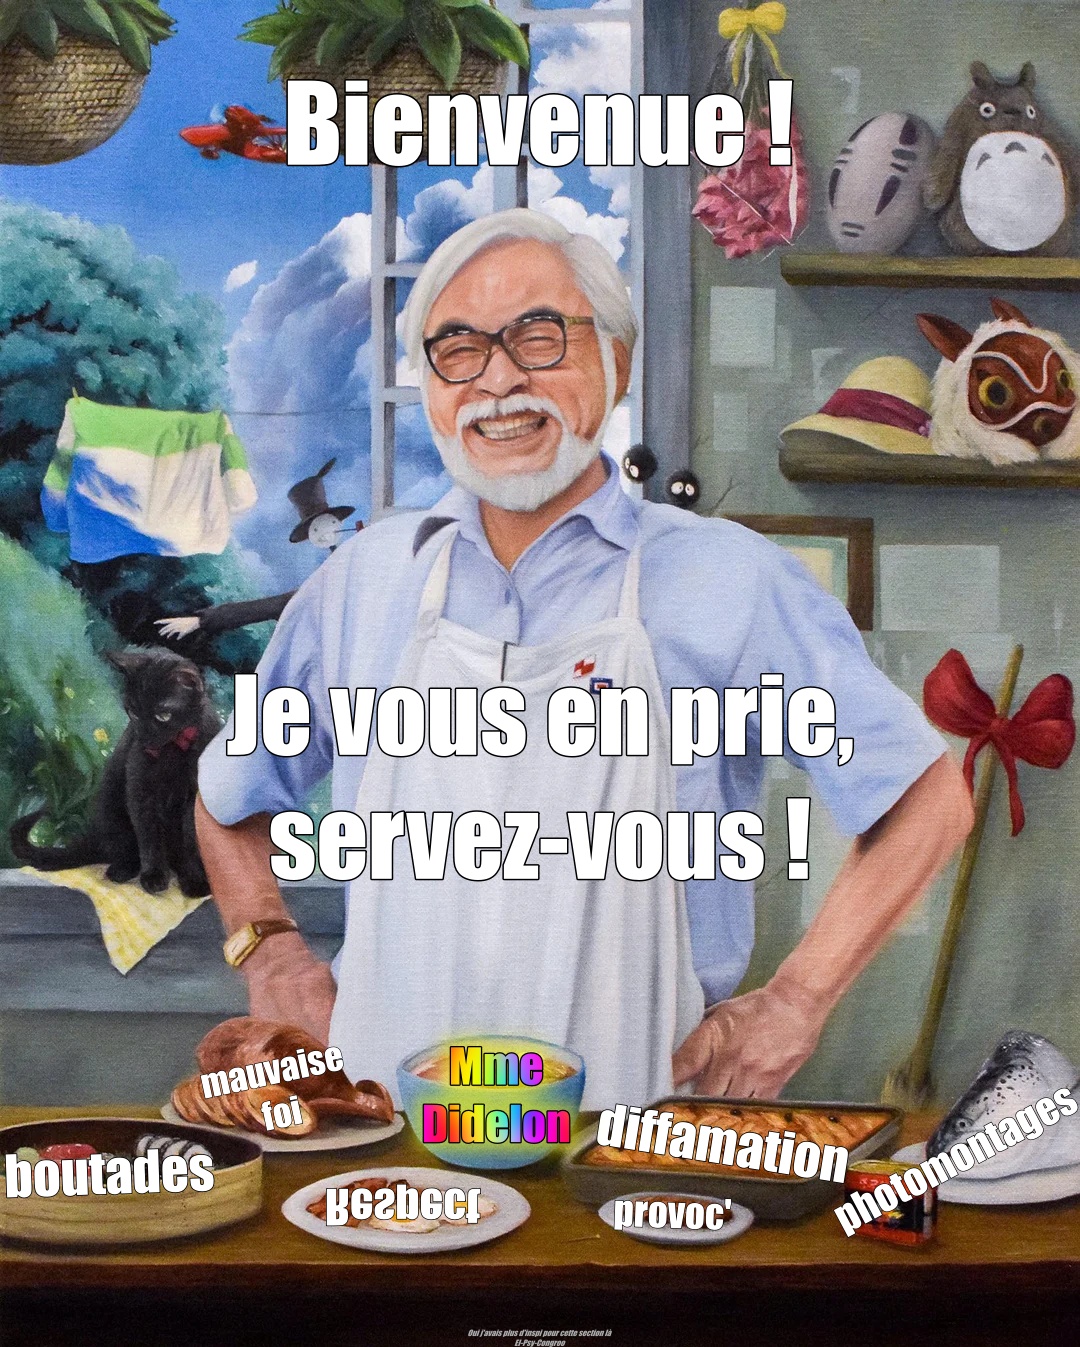 Bienvenue !
Je vous en prie,
servez-vous !
mauvaise
foi
Mme
Didelon
diffamation
photomontages
boutades
Respect
provoc'
Oui j'avais plus d'inspi pour cette section là
El-Psy-Congroo